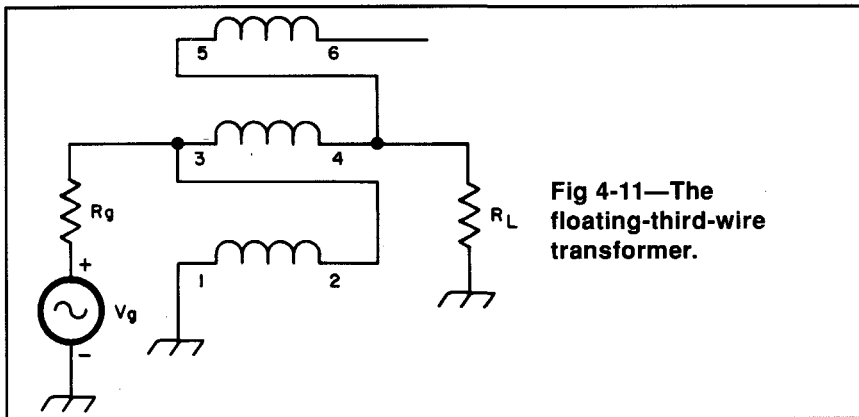 5 6
3 4
Rg
RL
Fig 4-11—The
floating-third-wire
transformer.
+
1 2
Vg
-